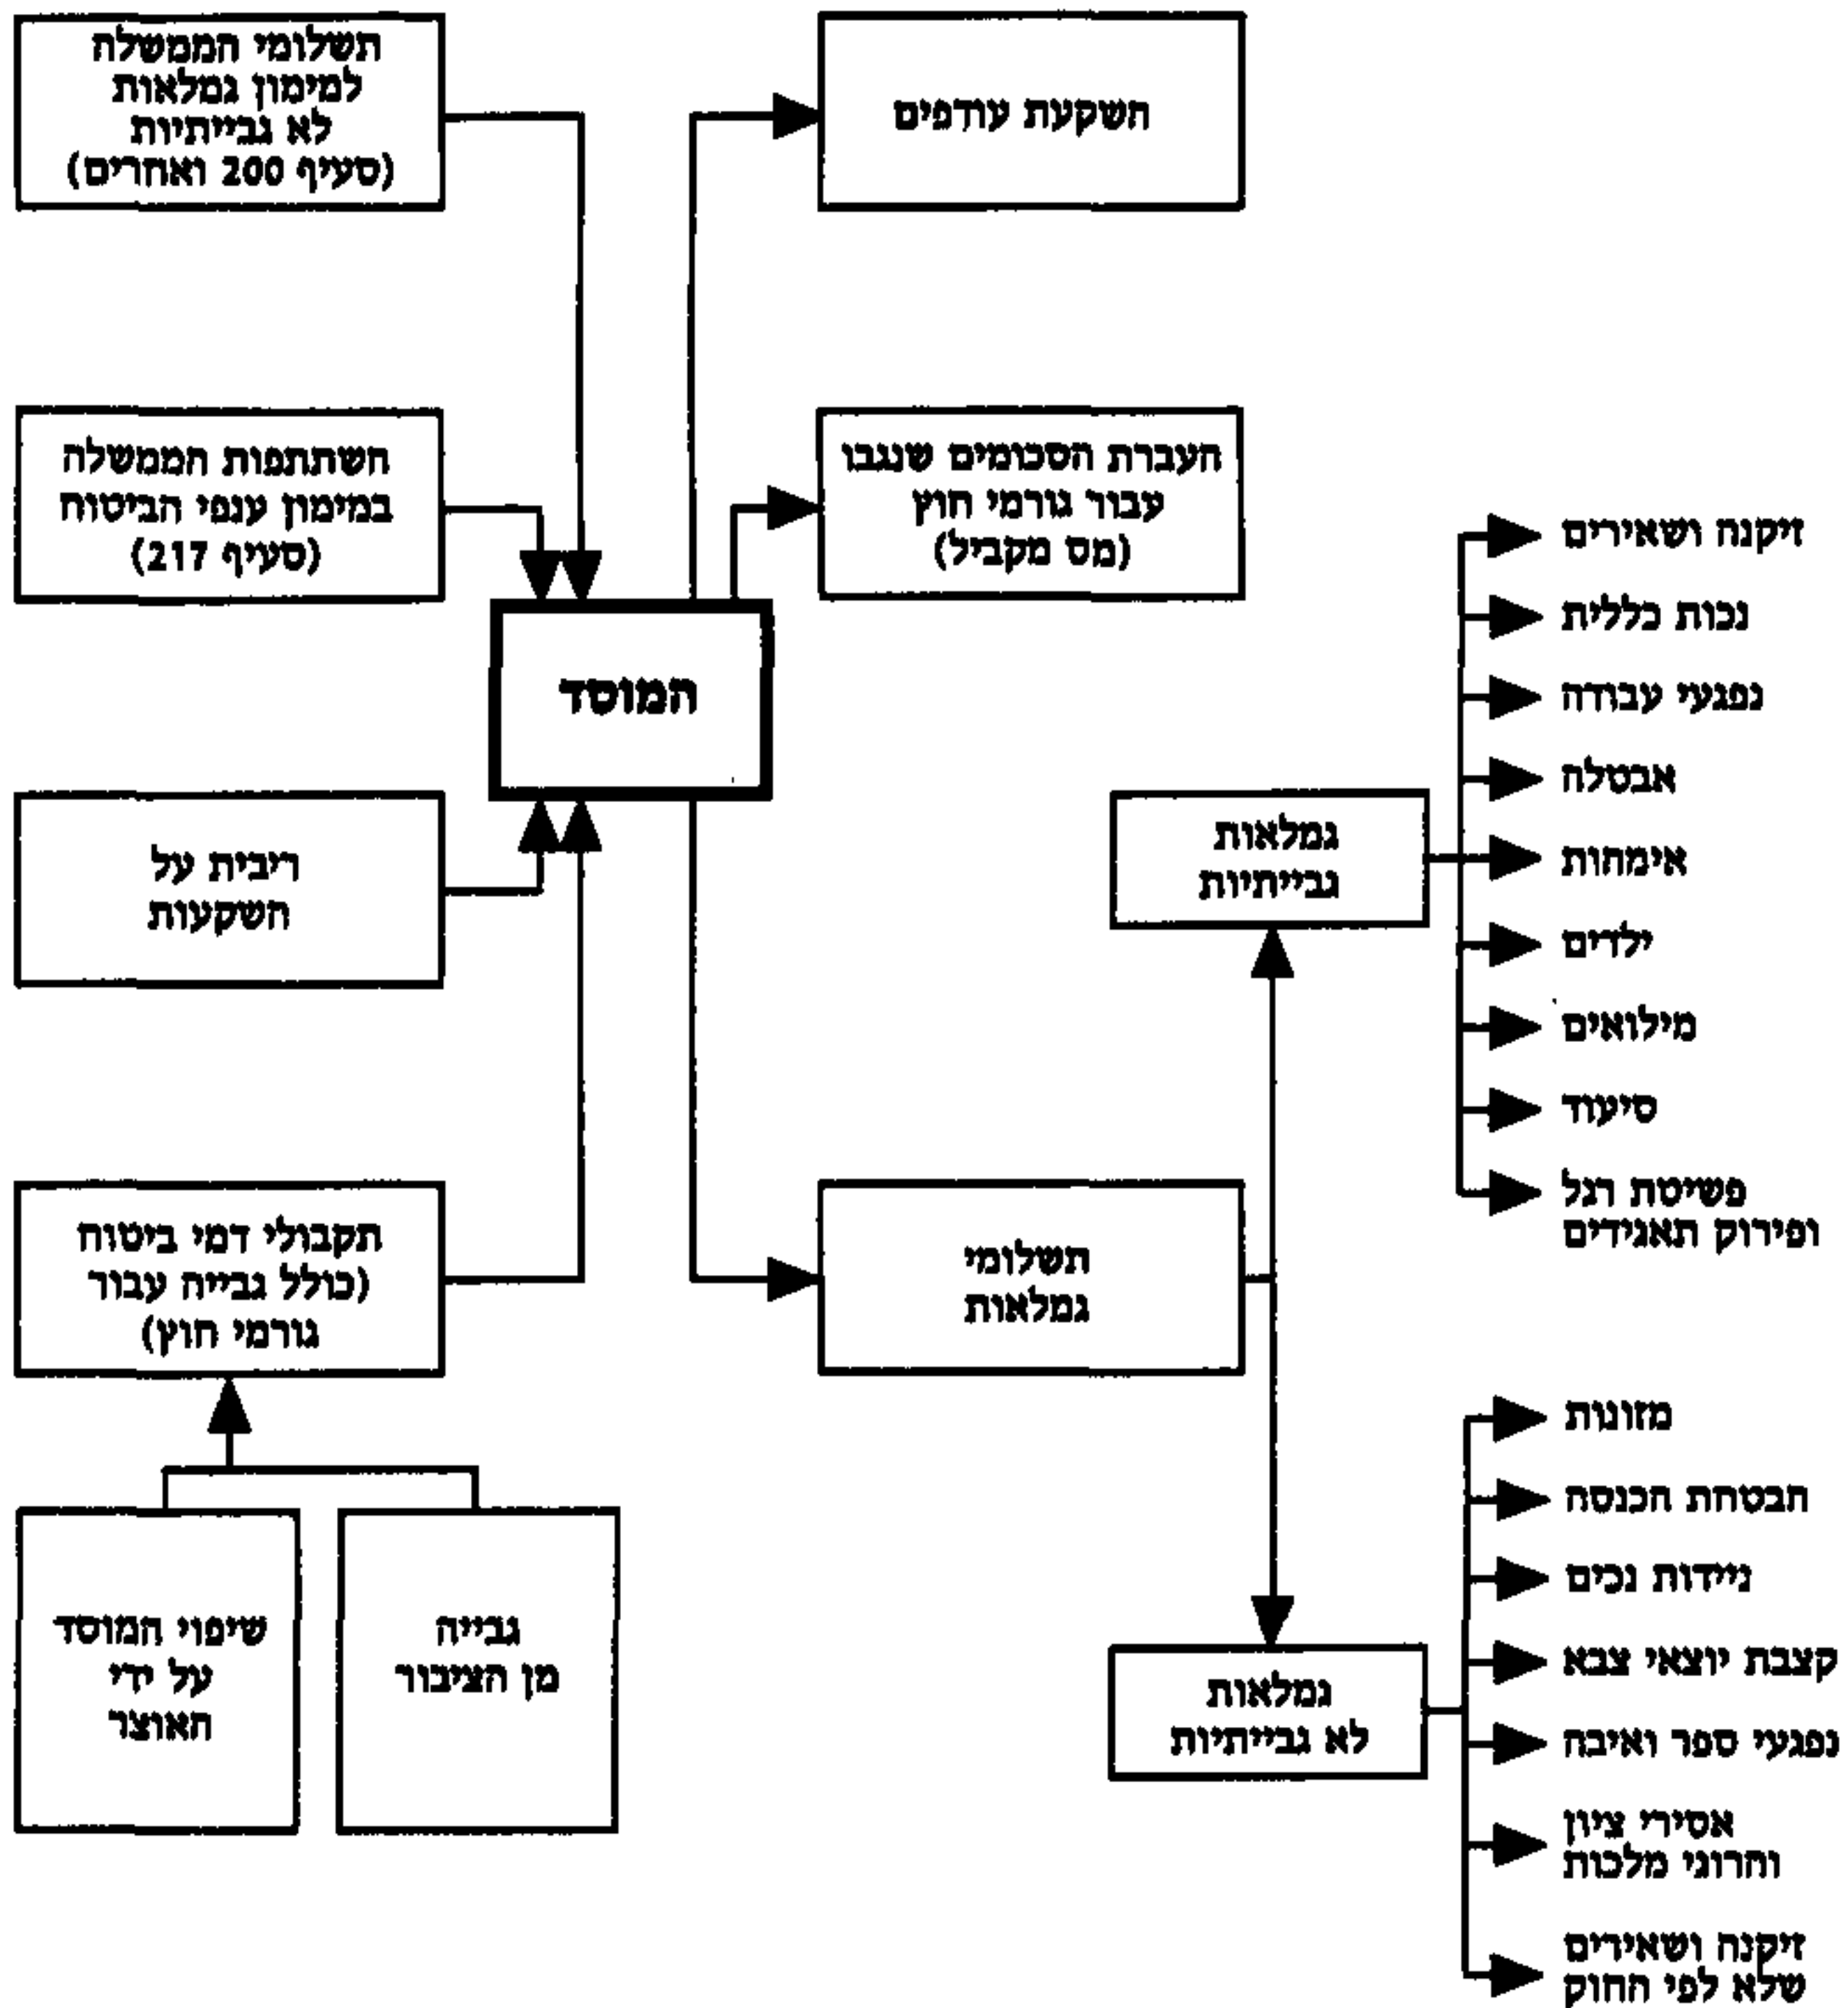 תשלומי הממשלה
למימון גמלאות
לא גבייתיות
(סעיף 200 ואחרים)
השקעת עודפים
השתתפות הממשלה
במימון ענפי הביטוח
(סעיף 217)
העברת הסכומים שנגבו
עבור גורמי חוץ
(מס מקביל)
המוסד
ריבית על
השקעות
תקבולי דמי ביטוח
(כולל גבייה עבור
גורמי חוץ)
שיפוי המוסד
על ידי
האוצר
גבייה
מן הציבור
תשלומי
גמלאות
גמלאות
גבייתיות
זיקנה ושאירים
נכות כללית
נפגעי עבודה
אבטלה
אימהות
ילדים
מילואים
סיעוד
פשיטת רגל
ופירוק תאגידים
גמלאות
לא גבייתיות
מזונות
הבטחת הכנסה
ניידות נכים
קצבת יוצאי צבא
נפגעי ספר ואיבה
אסירי ציון
והרוגי מלכות
זיקנה ושאירים
שלא לפי החוק